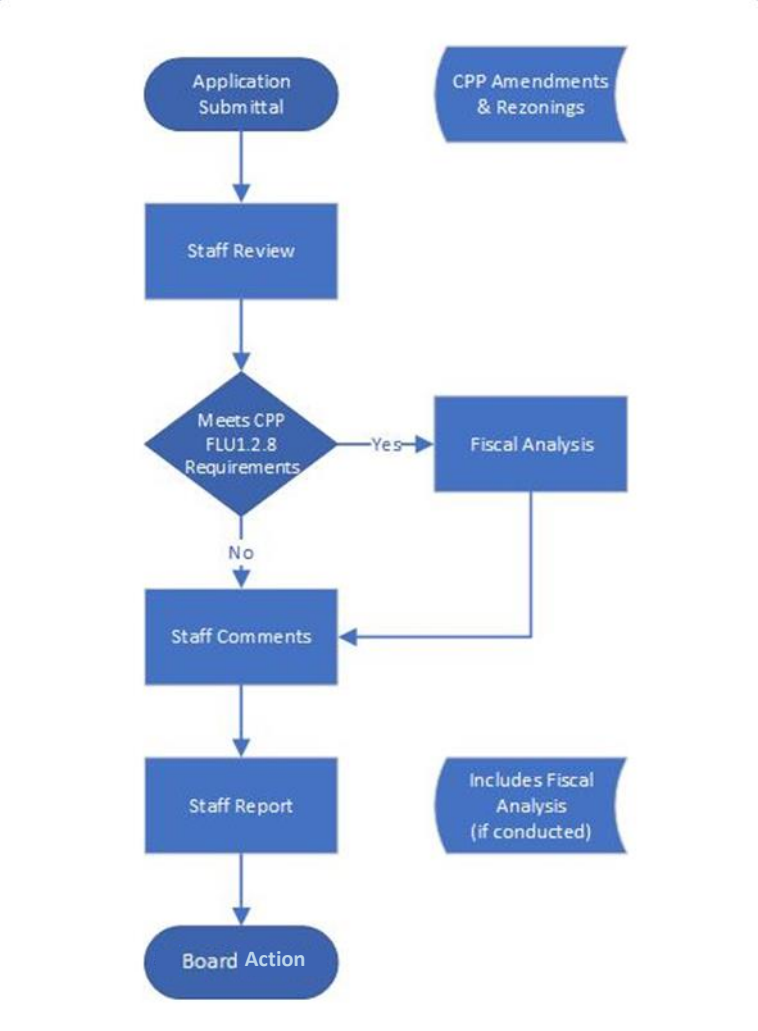 Application
Submittal
CPP Amendments
& Rezonings
Staff Review
Meets CPP
FLU1.2.8
Requirements
Yes
Fiscal Analysis
No
Staff Comments
Staff Report
Includes Fiscal
Analysis
(if conducted)
Board Action